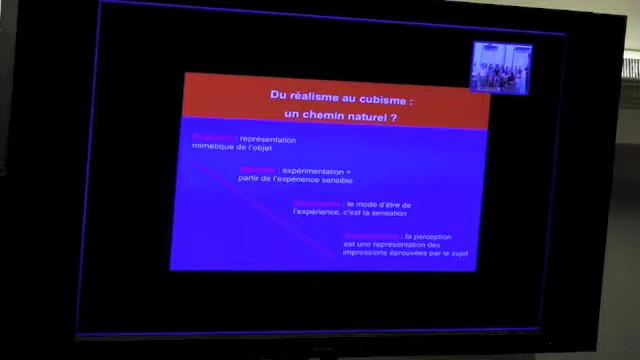 Du réalisme au cubisme :
un chemin naturel ?
: représentation
mimétique de l'objet
: expérimentation =
partir de l'expérience sensible
: le mode d'être de
l'expérience, c'est là sensation
: la perception
est une représentation des
impressions éprouvées par le sujet